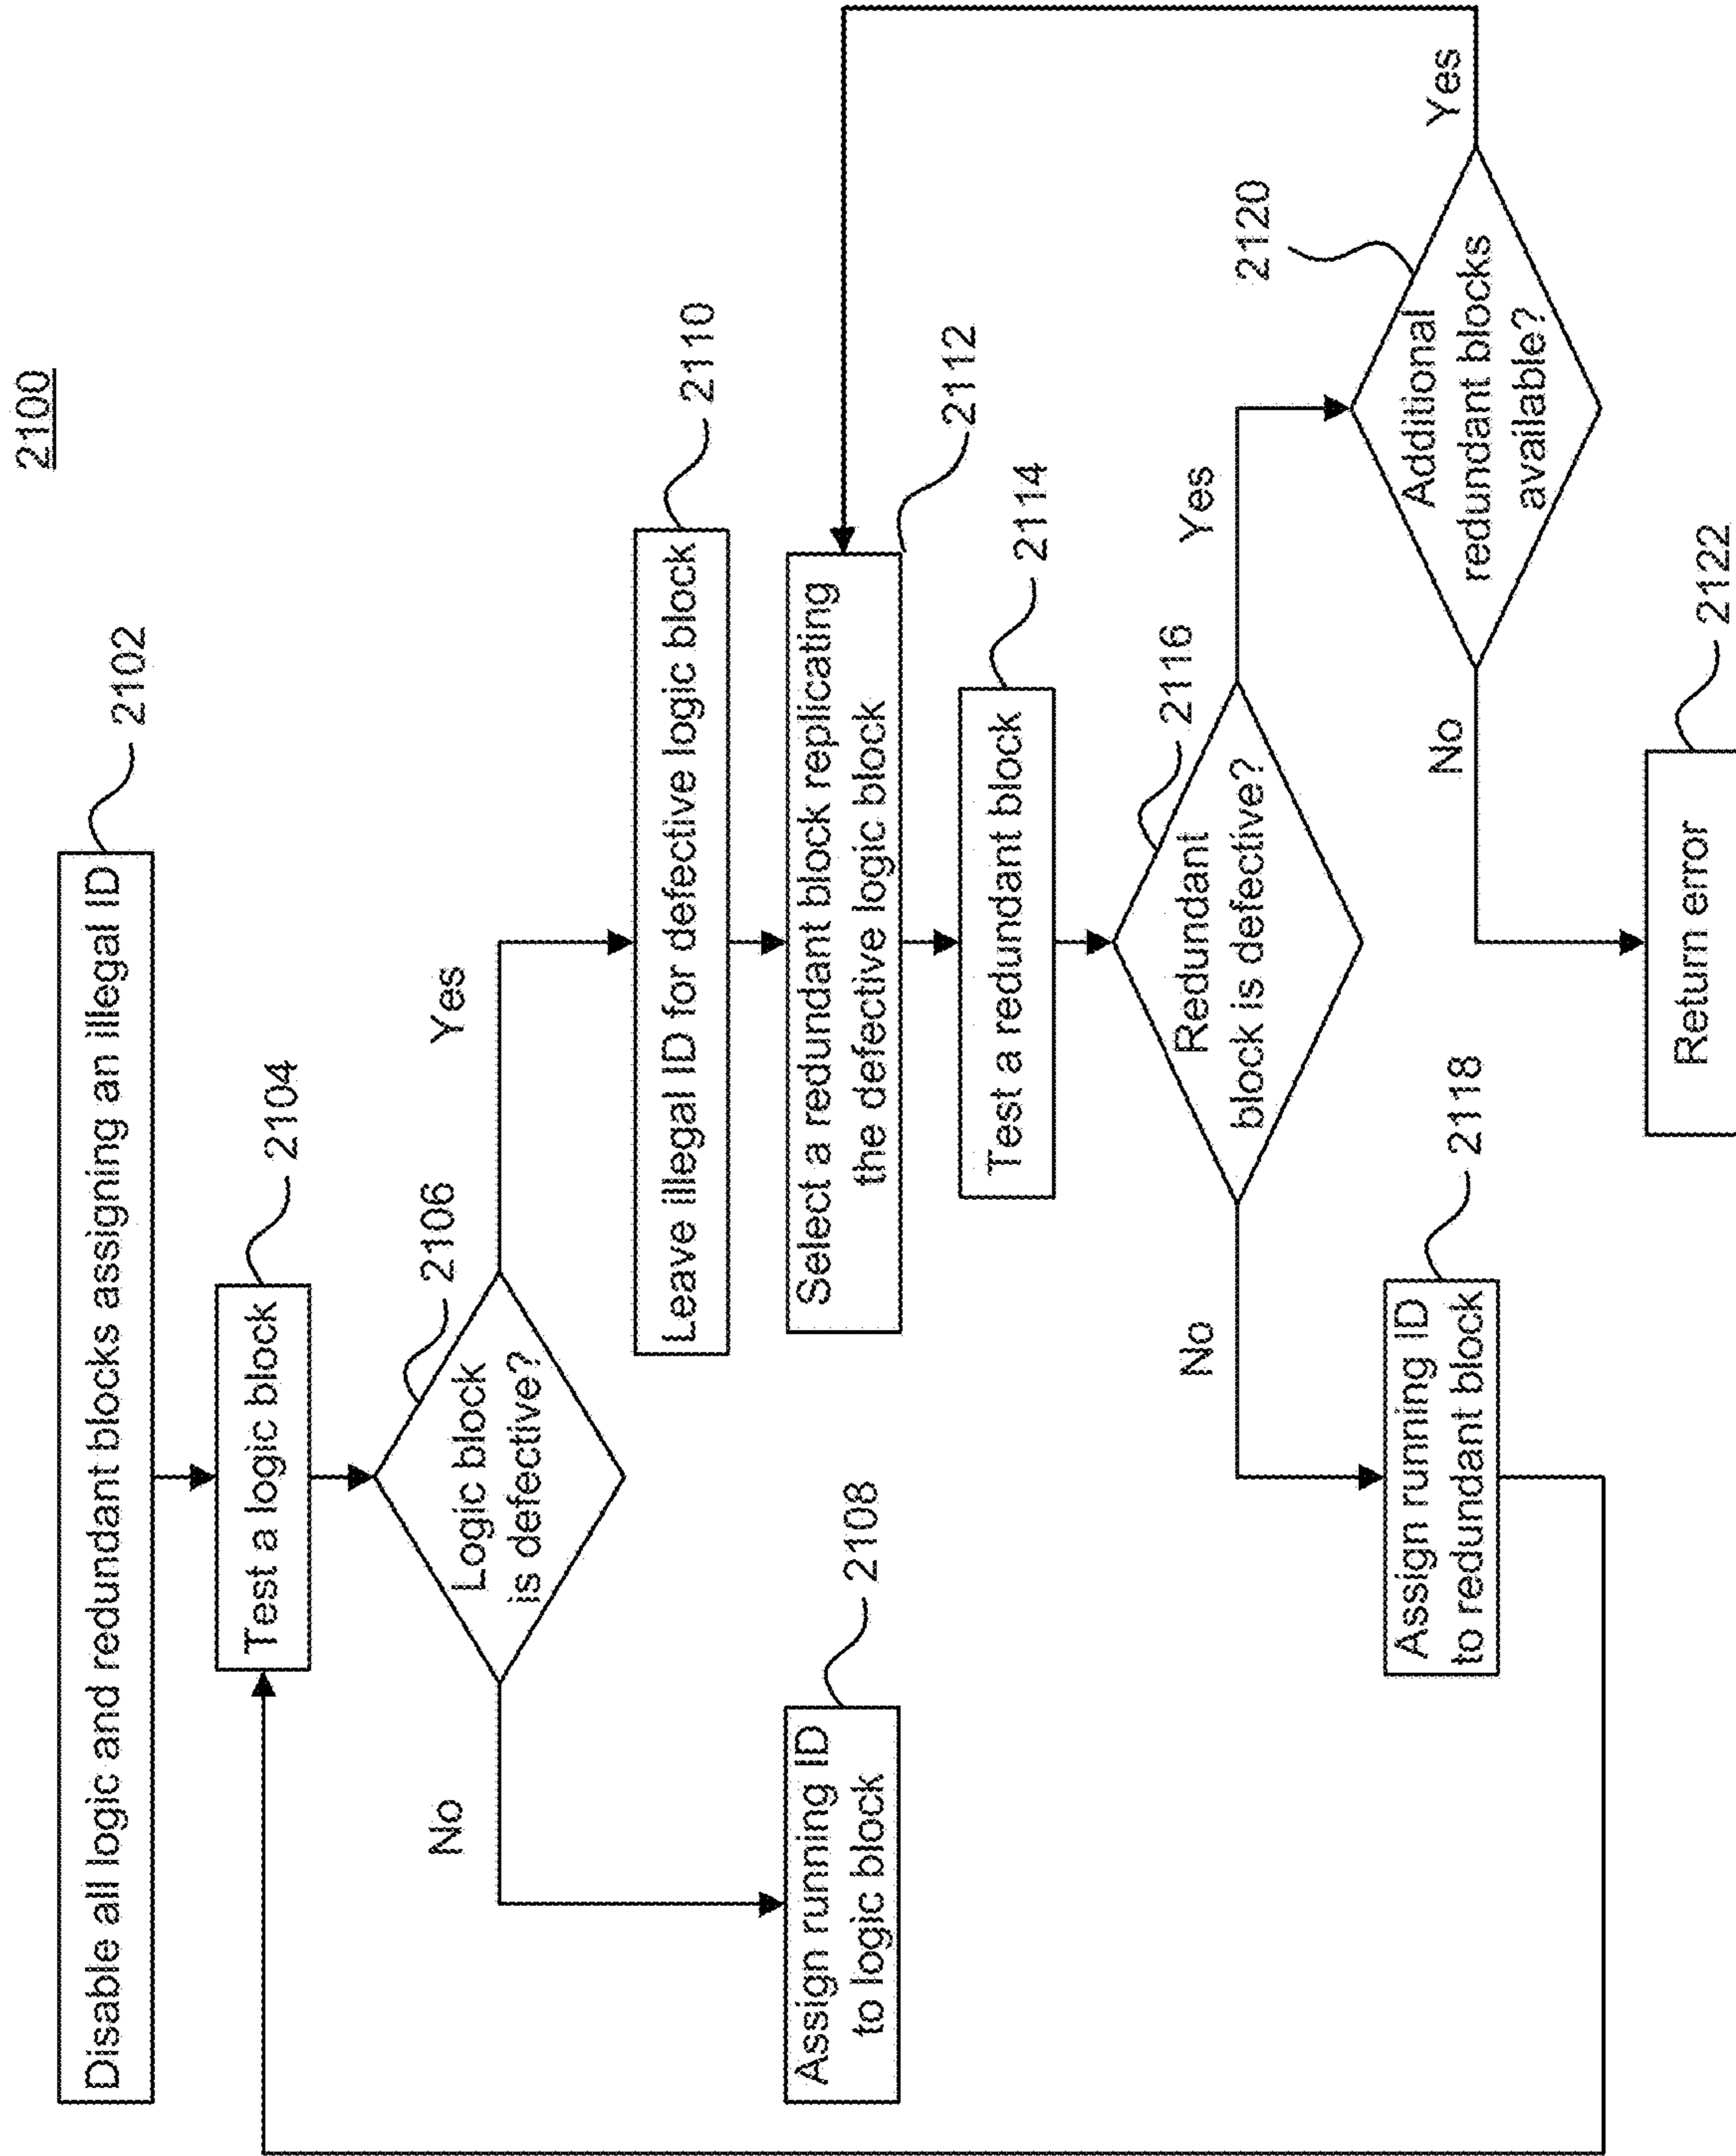 2100
Disable all logic and redundant blocks assigning an illegal ID
2102
Test a logic block
2104
Logic block
is defective?
2106
No
Yes
Assign running ID
to logic block
2108
Leave illegal ID for defective logic block
2110
Select a redundant block replicating
the defective logic block
2112
Test a redundant block
2114
Redundant
block is defective?
2116
No
Yes
Assign running ID
to redundant block
2118
Additional
redundant blocks
available?
2120
No
Yes
Return error
2122